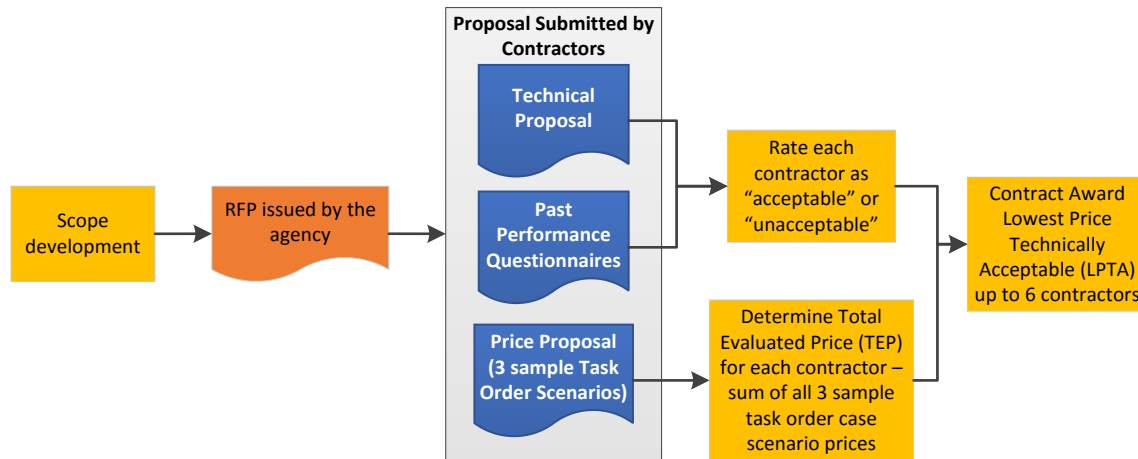 Proposal Submitted by
Contractors
Technical
Proposal
Past
Performance
Questionnaires
Price Proposal
(3 sample Task
Order Scenarios)
Scope
development
RFP issued by the
agency
Rate each
contractor as
“acceptable” or
“unacceptable”
Determine Total
Evaluated Price (TEP)
for each contractor –
sum of all 3 sample
task order case
scenario prices
Contract Award
Lowest Price
Technically
Acceptable (LPTA)
up to 6 contractors